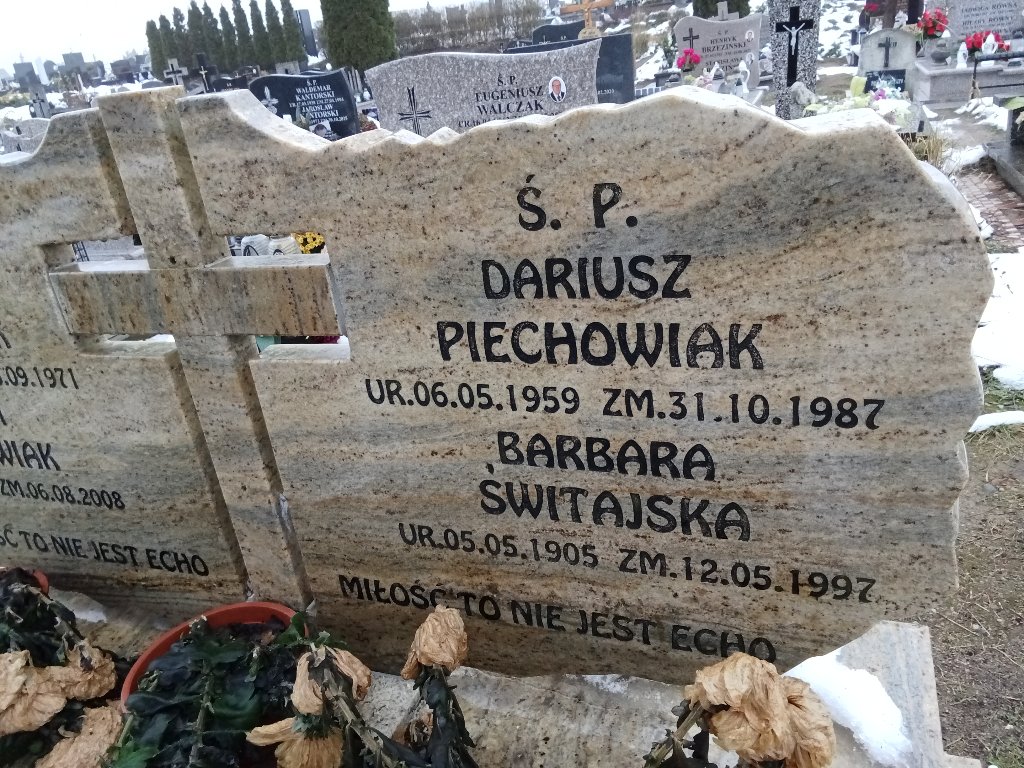 Ś. P.
DARIUSZ
PIECHOWIAK
UR.06.05.1959 ZM.31.10.1987
BARBARA
ŚWITAJSKA
UR.05.05.1905 ZM.12.05.1997
MIŁOŚĆ TO NIE JEST ECHO
.09.1971
WIAK
ZM.06.08.2008
ŚĆ TO NIE JEST ECHO
WALDEMAR
KANTORSKI
JAROSŁAW
Ś. P.
EUGENIUSZ
WALCZAK
Ś. P.
HENRYK
BRZEZIŃSKI